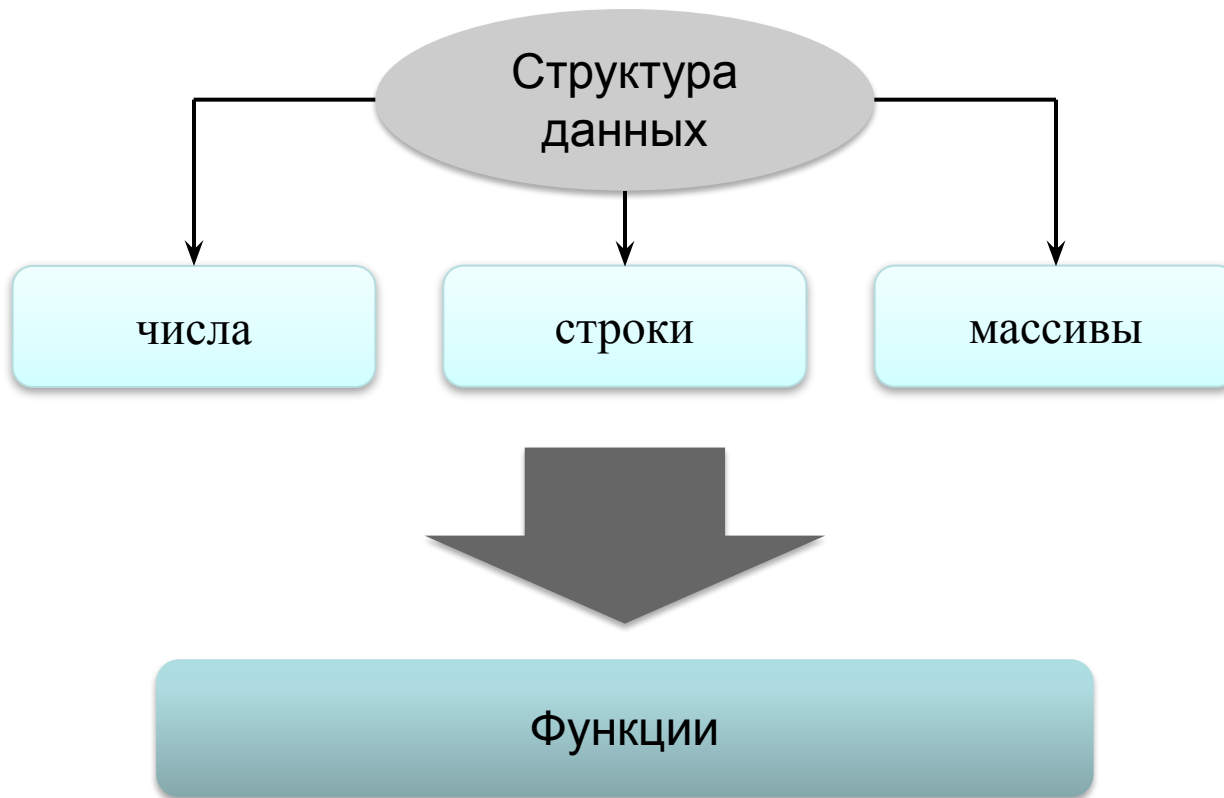 Структура
данных
числа
строки
массивы
Функции